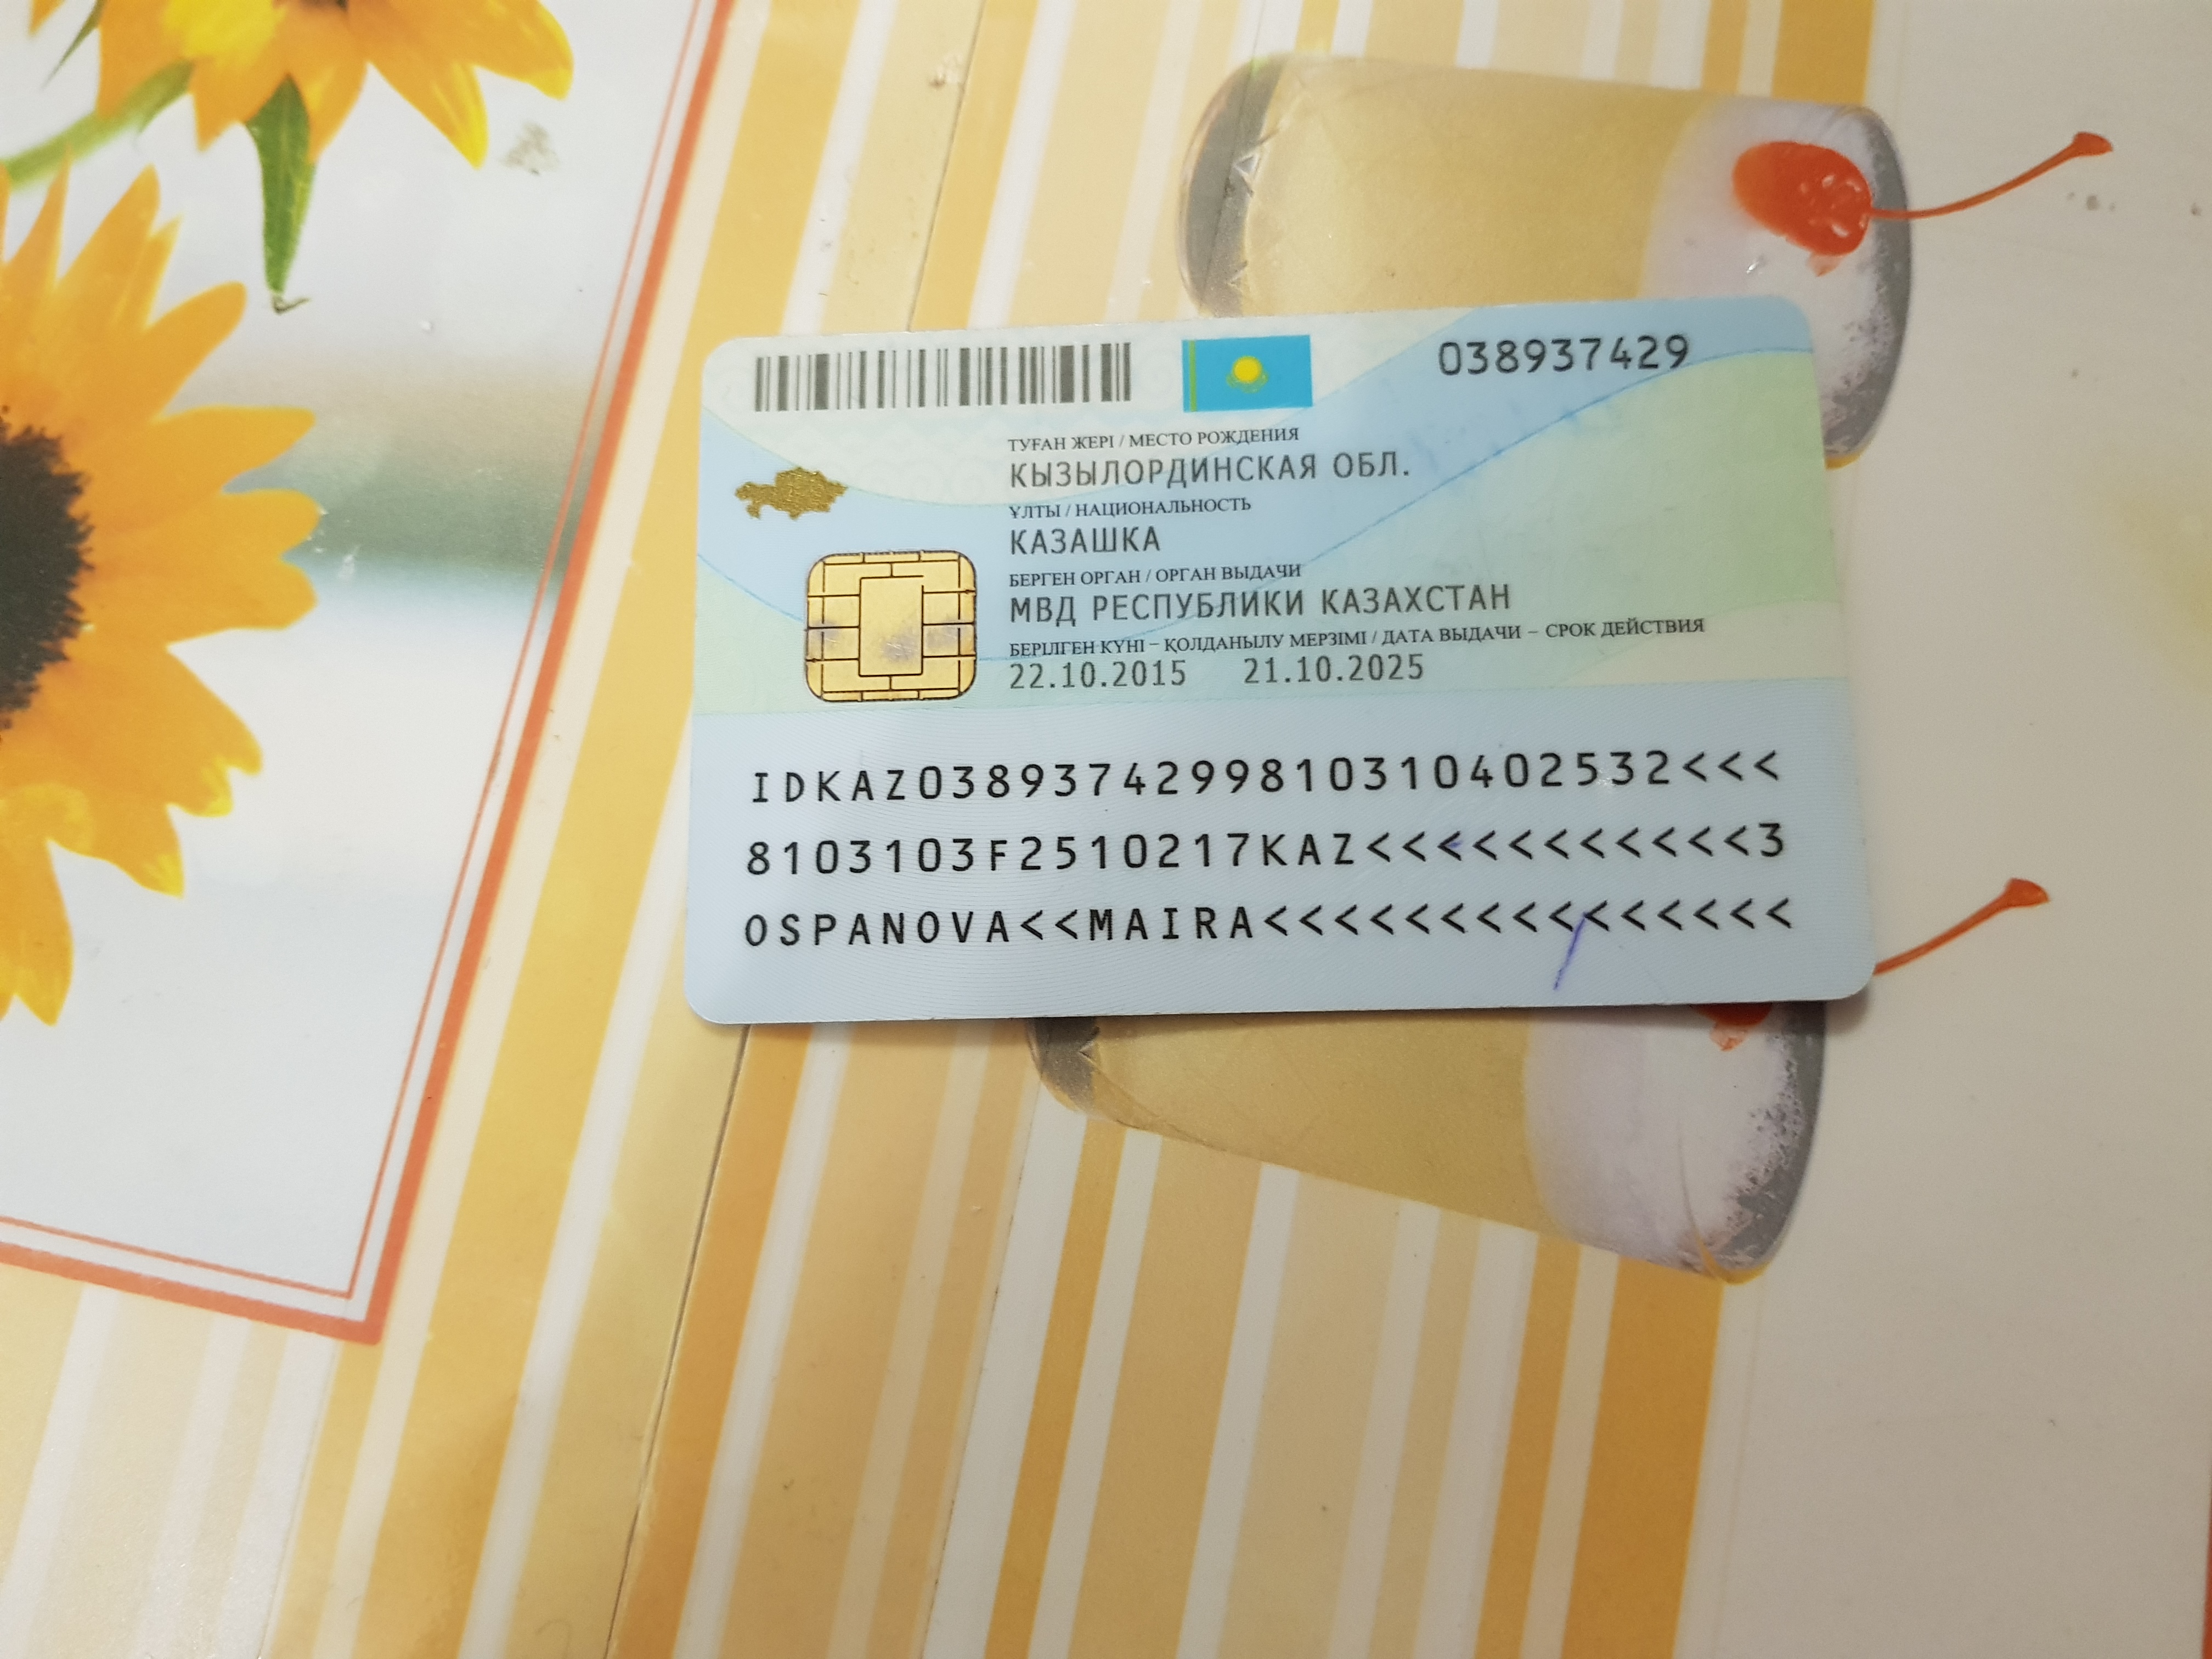 038937429
ТУҒАН ЖЕРІ / МЕСТО РОЖДЕНИЯ
КЫЗЫЛОРДИНСКАЯ ОБЛ.
ҰЛТЫ / НАЦИОНАЛЬНОСТЬ
КАЗАШКА
БЕРГЕН ОРГАН / ОРГАН ВЫДАЧИ
МВД РЕСПУБЛИКИ КАЗАХСТАН
БЕРІЛГЕН КҮНІ – ҚОЛДАНЫЛУ МЕРЗІМІ / ДАТА ВЫДАЧИ – СРОК ДЕЙСТВИЯ
22.10.2015 21.10.2025
IDKAZ0389374299810310402532<<<
8103103F2510217KAZ<<<<<<<<<<<3
OSPANOVA<<MAIRA<<<<<<<<<<<<<<<